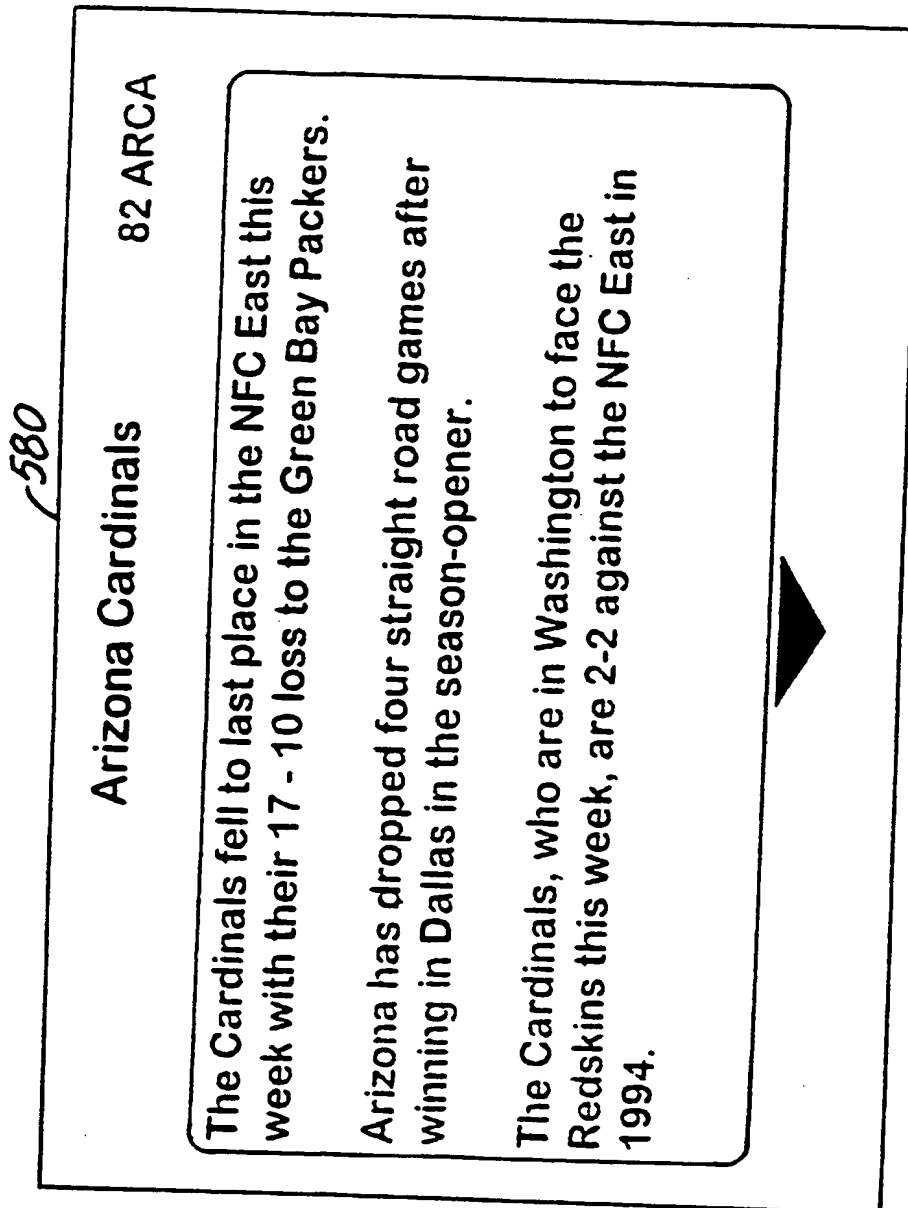 580
Arizona Cardinals
82 ARCA
The Cardinals fell to last place in the NFC East this
week with their 17 - 10 loss to the Green Bay Packers.
Arizona has dropped four straight road games after
winning in Dallas in the season-opener.
The Cardinals, who are in Washington to face the
Redskins this week, are 2-2 against the NFC East in
1994.